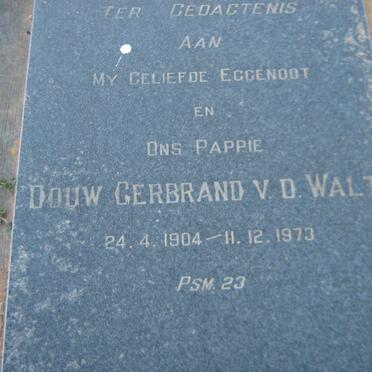 TER GEDAGTENIS
AAN
MY GELIEFDE EGGENOOT
EN
ONS PAPPIE
DOUW GERBRAND V. D. WALT
24. 4. 1904 — 11. 12. 1973
PSM. 23